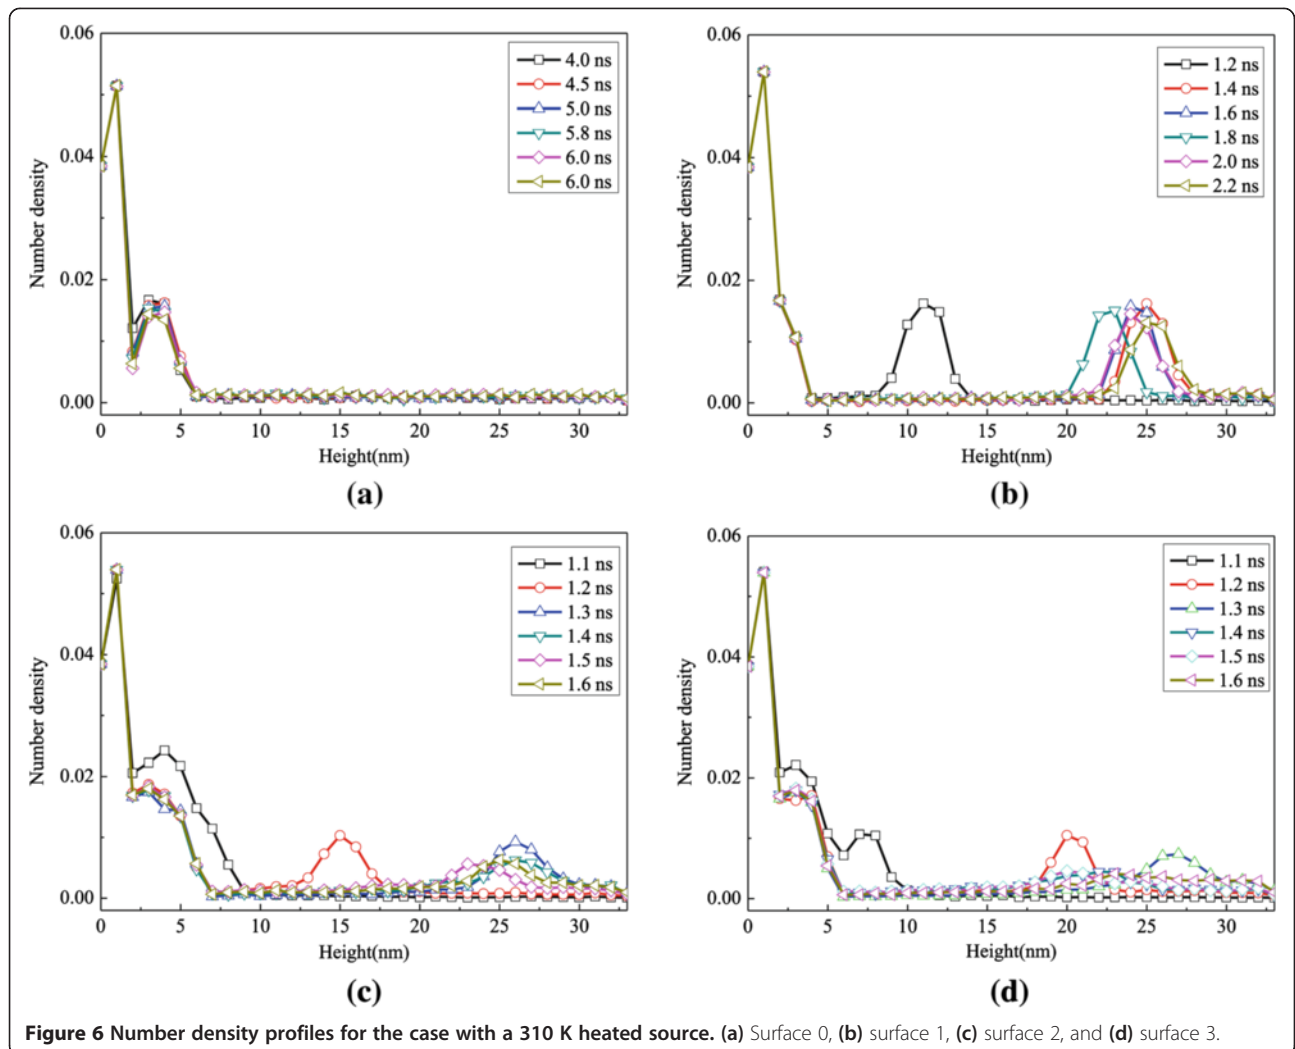 0.06
0.04
0.02
0.00
Number density
0 5 10 15 20 25 30
Height(nm)
4.0 ns
4.5 ns
5.0 ns
5.8 ns
6.0 ns
6.0 ns
(a)
0.06
0.04
0.02
0.00
Number density
0 5 10 15 20 25 30
Height(nm)
1.2 ns
1.4 ns
1.6 ns
1.8 ns
2.0 ns
2.2 ns
(b)
0.06
0.04
0.02
0.00
Number density
0 5 10 15 20 25 30
Height(nm)
1.1 ns
1.2 ns
1.3 ns
1.4 ns
1.5 ns
1.6 ns
(c)
0.06
0.04
0.02
0.00
Number density
0 5 10 15 20 25 30
Height(nm)
1.1 ns
1.2 ns
1.3 ns
1.4 ns
1.5 ns
1.6 ns
(d)
Figure 6 Number density profiles for the case with a 310 K heated source. (a) Surface 0, (b) surface 1, (c) surface 2, and (d) surface 3.